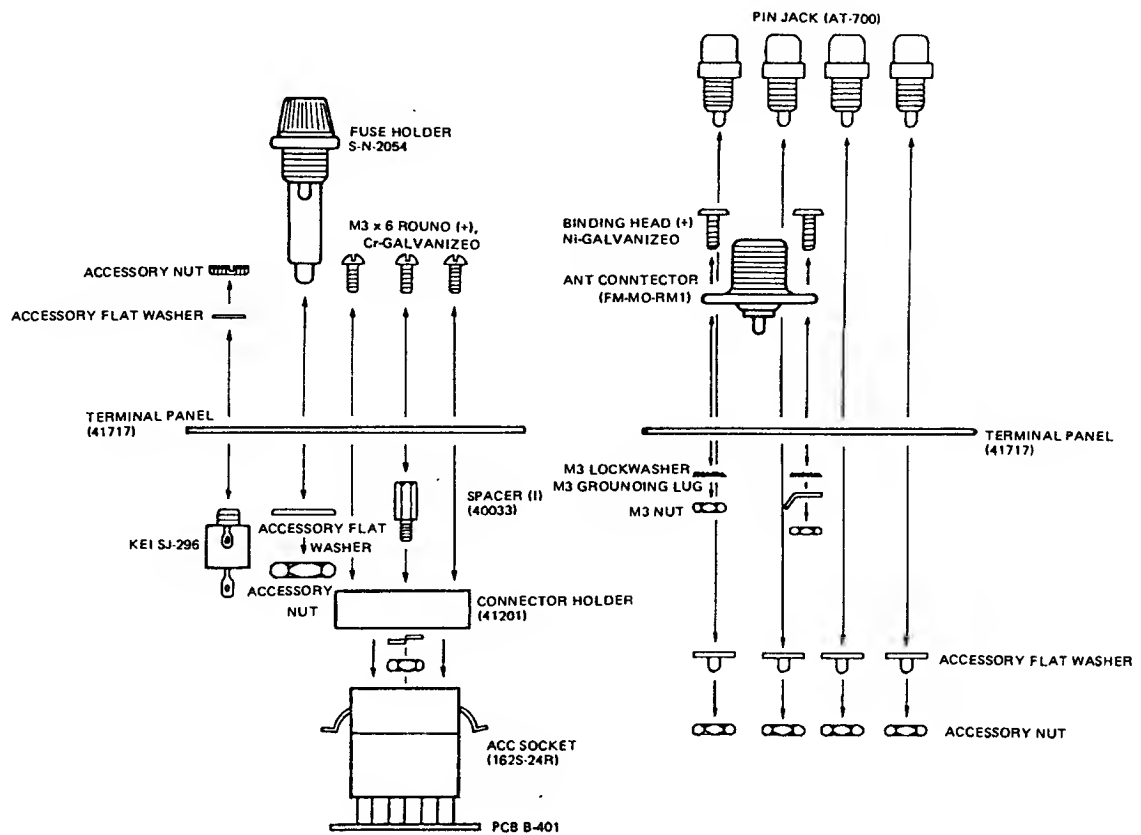 PIN JACK (AT-700)
FUSE HOLDER
S-N-2054
M3 x 6 ROUNO (+),
Cr-GALVANIZEO
BINDING HEAD (+)
Ni-GALVANIZEO
ACCESSORY NUT
ANT CONNTECTOR
(FM-MO-RM1)
ACCESSORY FLAT WASHER
TERMINAL PANEL
(41717)
TERMINAL PANEL
(41717)
M3 LOCKWASHER
M3 GROUNOING LUG
M3 NUT
SPACER (I)
(40033)
KEI SJ-296
ACCESSORY FLAT
WASHER
ACCESSORY
NUT
CONNECTOR HOLDER
(41201)
ACCESSORY FLAT WASHER
ACCESSORY NUT
ACC SOCKET
(162S-24R)
PCB B-401